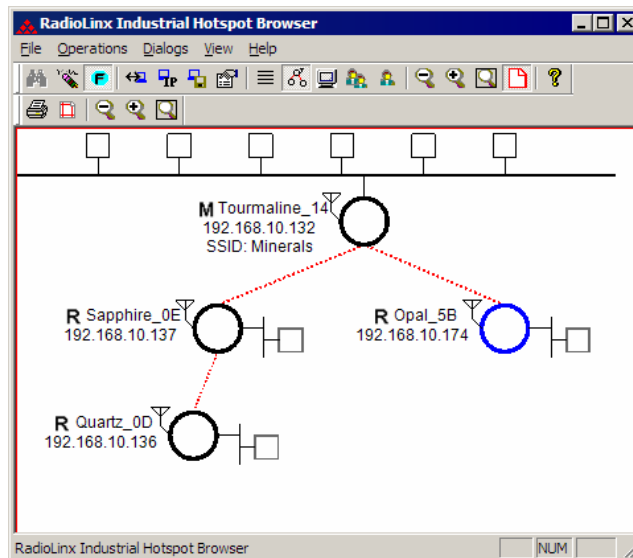 RadioLinx Industrial Hotspot Browser
File Operations Dialogs View Help
F IP ?
M Tourmaline_14
192.168.10.132
SSID: Minerals
R Sapphire_0E
192.168.10.137
R Opal_5B
192.168.10.174
R Quartz_0D
192.168.10.136
RadioLinx Industrial Hotspot Browser NUM